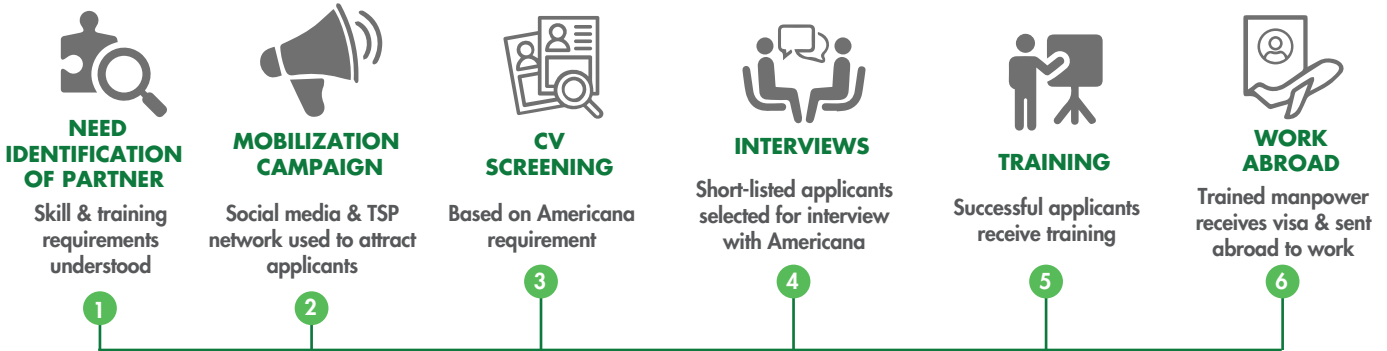 NEED
IDENTIFICATION
OF PARTNER
Skill & training
requirements
understood
1
MOBILIZATION
CAMPAIGN
Social media & TSP
network used to attract
applicants
2
CV
SCREENING
Based on Americana
requirement
3
INTERVIEWS
Short-listed applicants
selected for interview
with Americana
4
TRAINING
Successful applicants
receive training
5
WORK
ABROAD
Trained manpower
receives visa & sent
abroad to work
6